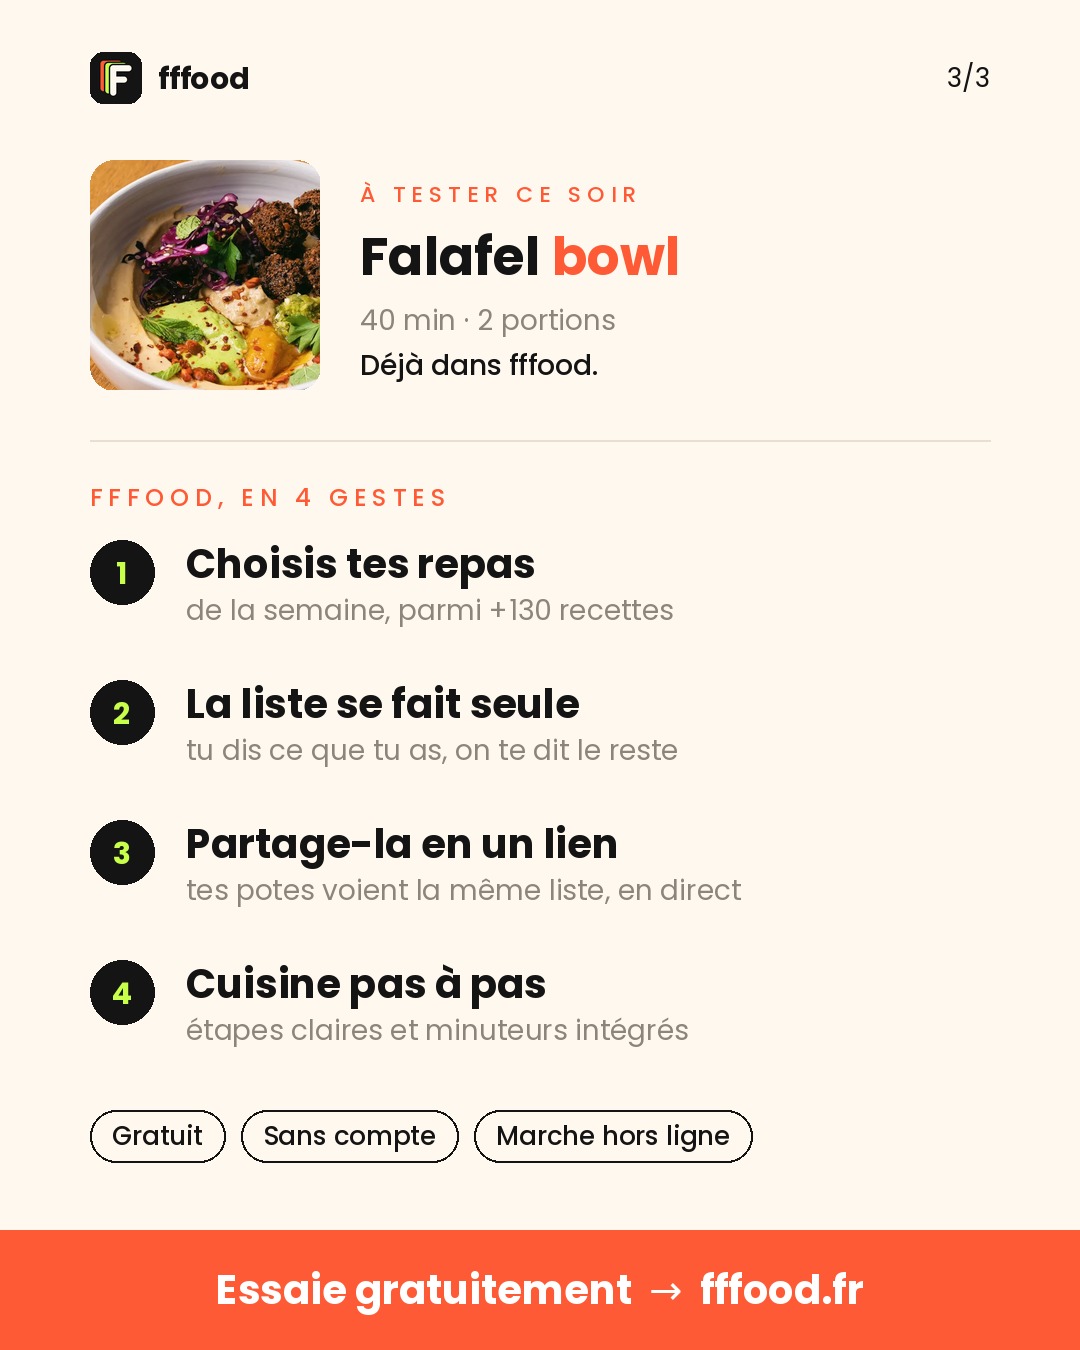 fffood
3/3
À TESTER CE SOIR
Falafel bowl
40 min · 2 portions
Déjà dans fffood.
FFFOOD, EN 4 GESTES
1
Choisis tes repas
de la semaine, parmi +130 recettes
2
La liste se fait seule
tu dis ce que tu as, on te dit le reste
3
Partage-la en un lien
tes potes voient la même liste, en direct
4
Cuisine pas à pas
étapes claires et minuteurs intégrés
Gratuit
Sans compte
Marche hors ligne
Essaie gratuitement → fffood.fr